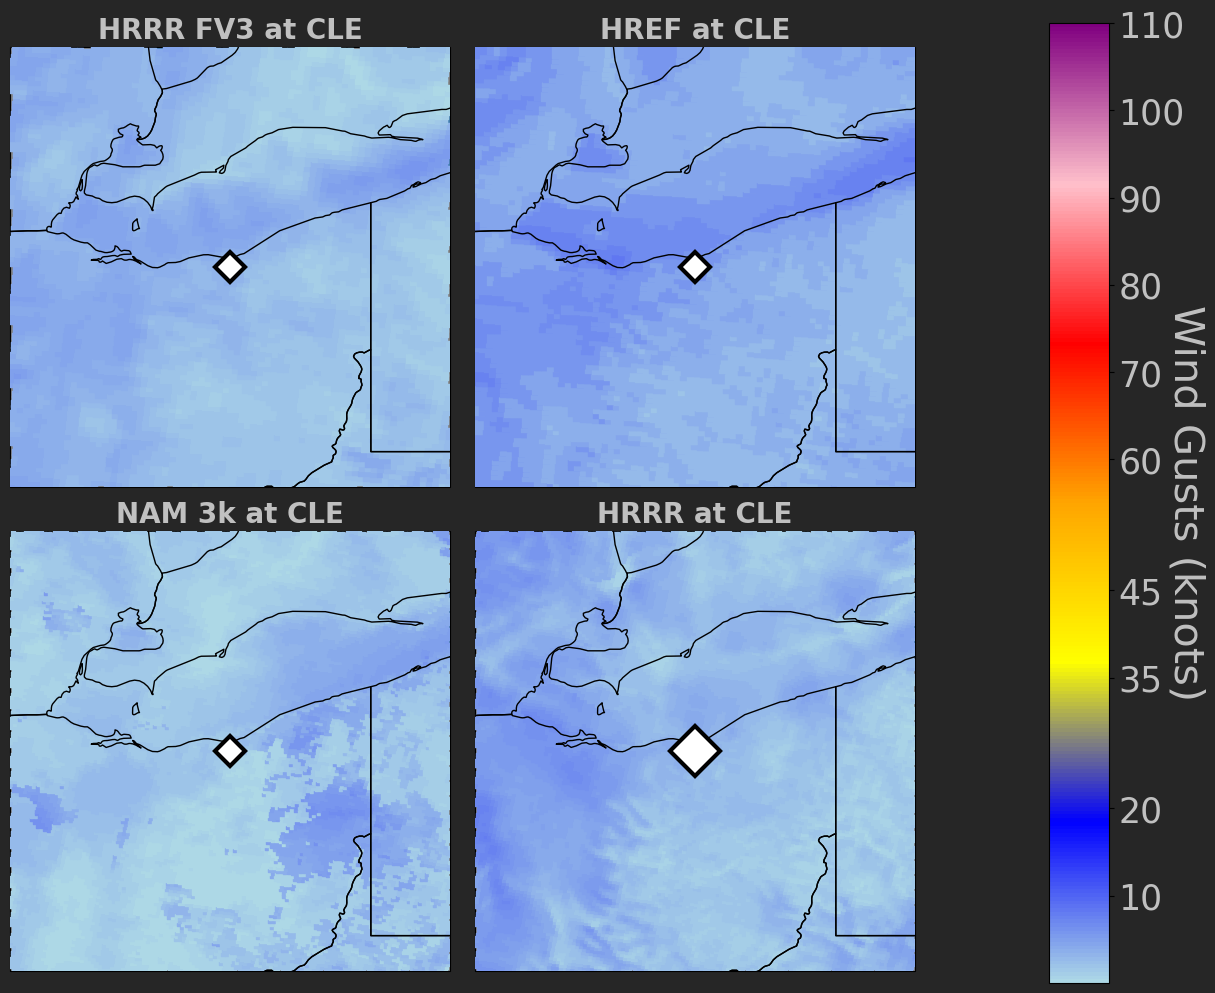 HRRR FV3 at CLE
HREF at CLE
NAM 3k at CLE
HRRR at CLE
110
100
90
80
70
60
45
35
20
10
Wind Gusts (knots)